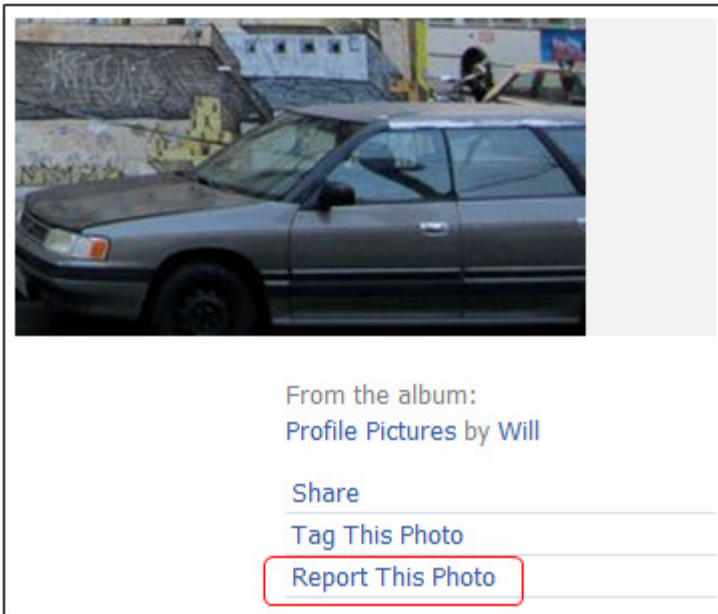 From the album:
Profile Pictures by Will
Share
Tag This Photo
Report This Photo